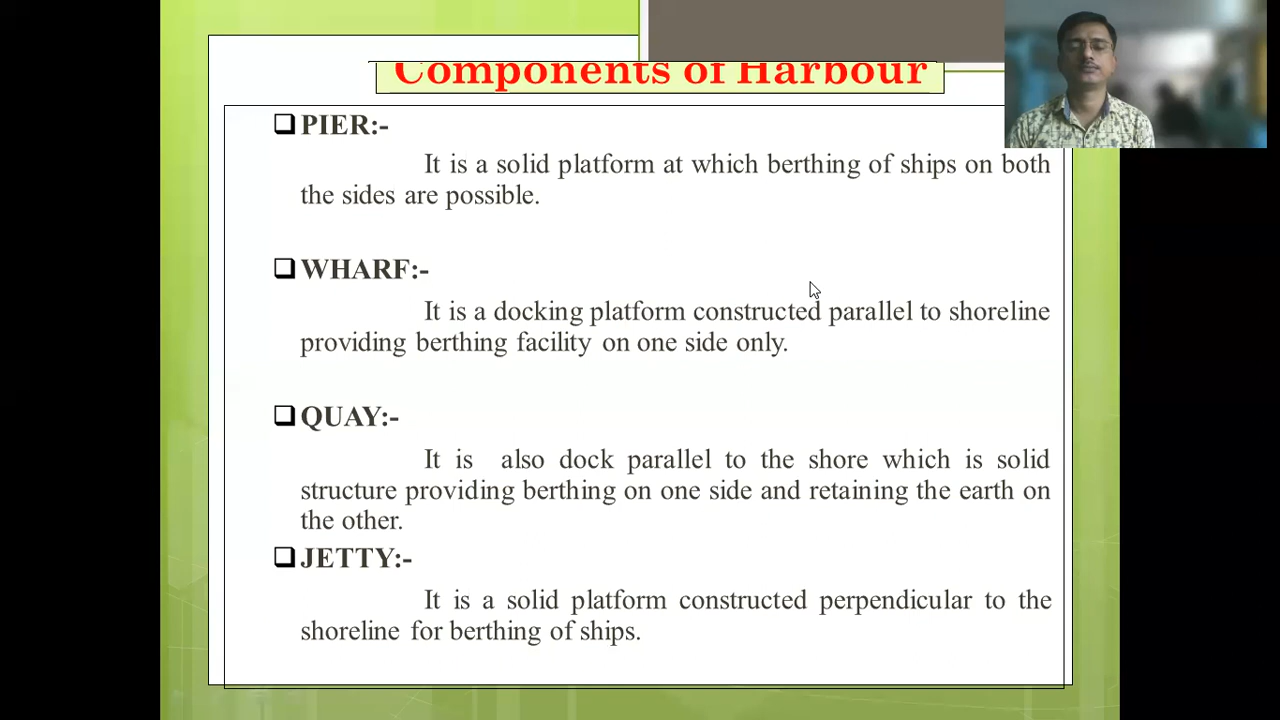 Components of Harbour
PIER:-
It is a solid platform at which berthing of ships on both
the sides are possible.
WHARF:-
It is a docking platform constructed parallel to shoreline
providing berthing facility on one side only.
QUAY:-
It is also dock parallel to the shore which is solid
structure providing berthing on one side and retaining the earth on
the other.
JETTY:-
It is a solid platform constructed perpendicular to the
shoreline for berthing of ships.